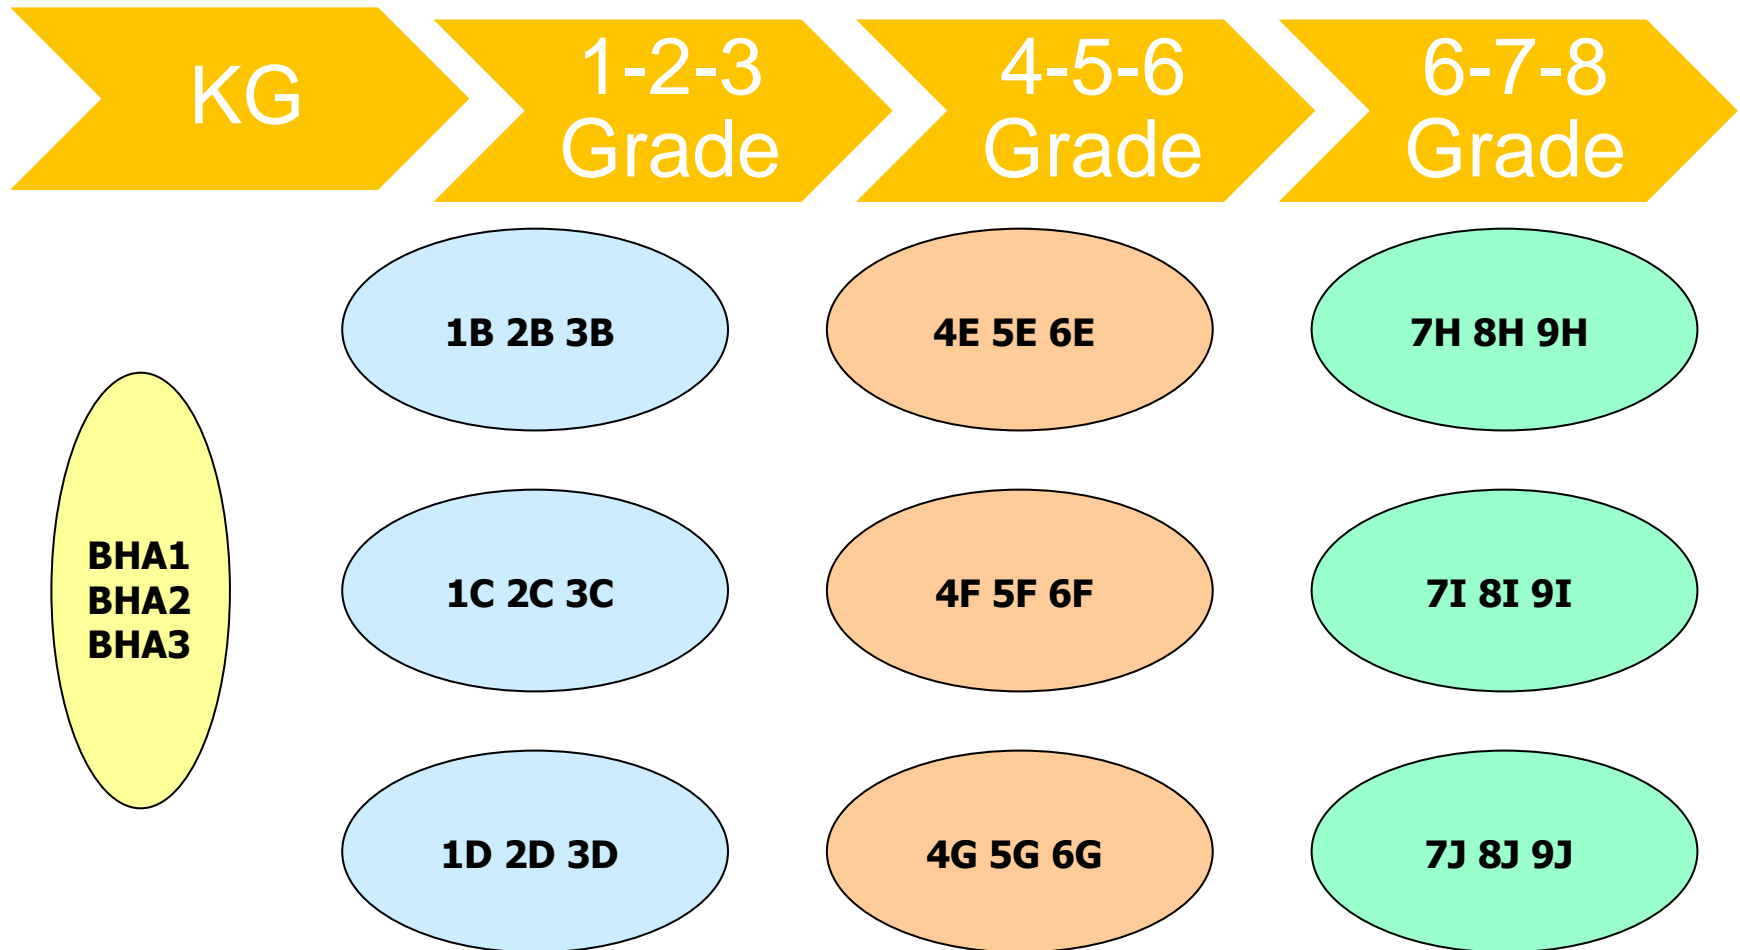 KG
1-2-3
Grade
4-5-6
Grade
6-7-8
Grade
1B 2B 3B
4E 5E 6E
7H 8H 9H
BHA1
BHA2
BHA3
1C 2C 3C
4F 5F 6F
7I 8I 9I
1D 2D 3D
4G 5G 6G
7J 8J 9J